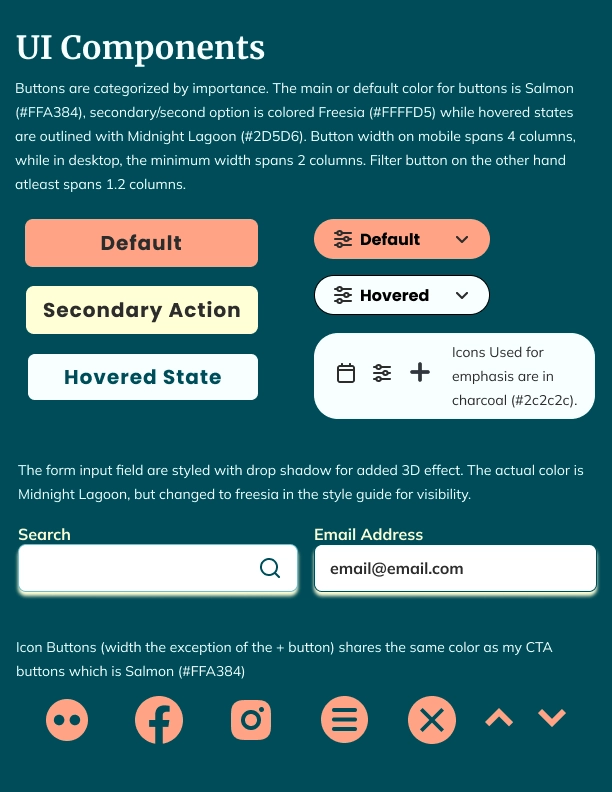 UI Components
Buttons are categorized by importance. The main or default color for buttons is Salmon
(#FFA384), secondary/second option is colored Freesia (#FFFFD5) while hovered states
are outlined with Midnight Lagoon (#2D5D6). Button width on mobile spans 4 columns,
while in desktop, the minimum width spans 2 columns. Filter button on the other hand
atleast spans 1.2 columns.
Default
Secondary Action
Hovered State
Default
Hovered
Icons Used for
emphasis are in
charcoal (#2c2c2c).
The form input field are styled with drop shadow for added 3D effect. The actual color is
Midnight Lagoon, but changed to freesia in the style guide for visibility.
Search
Email Address
email@email.com
Icon Buttons (width the exception of the + button) shares the same color as my CTA
buttons which is Salmon (#FFA384)